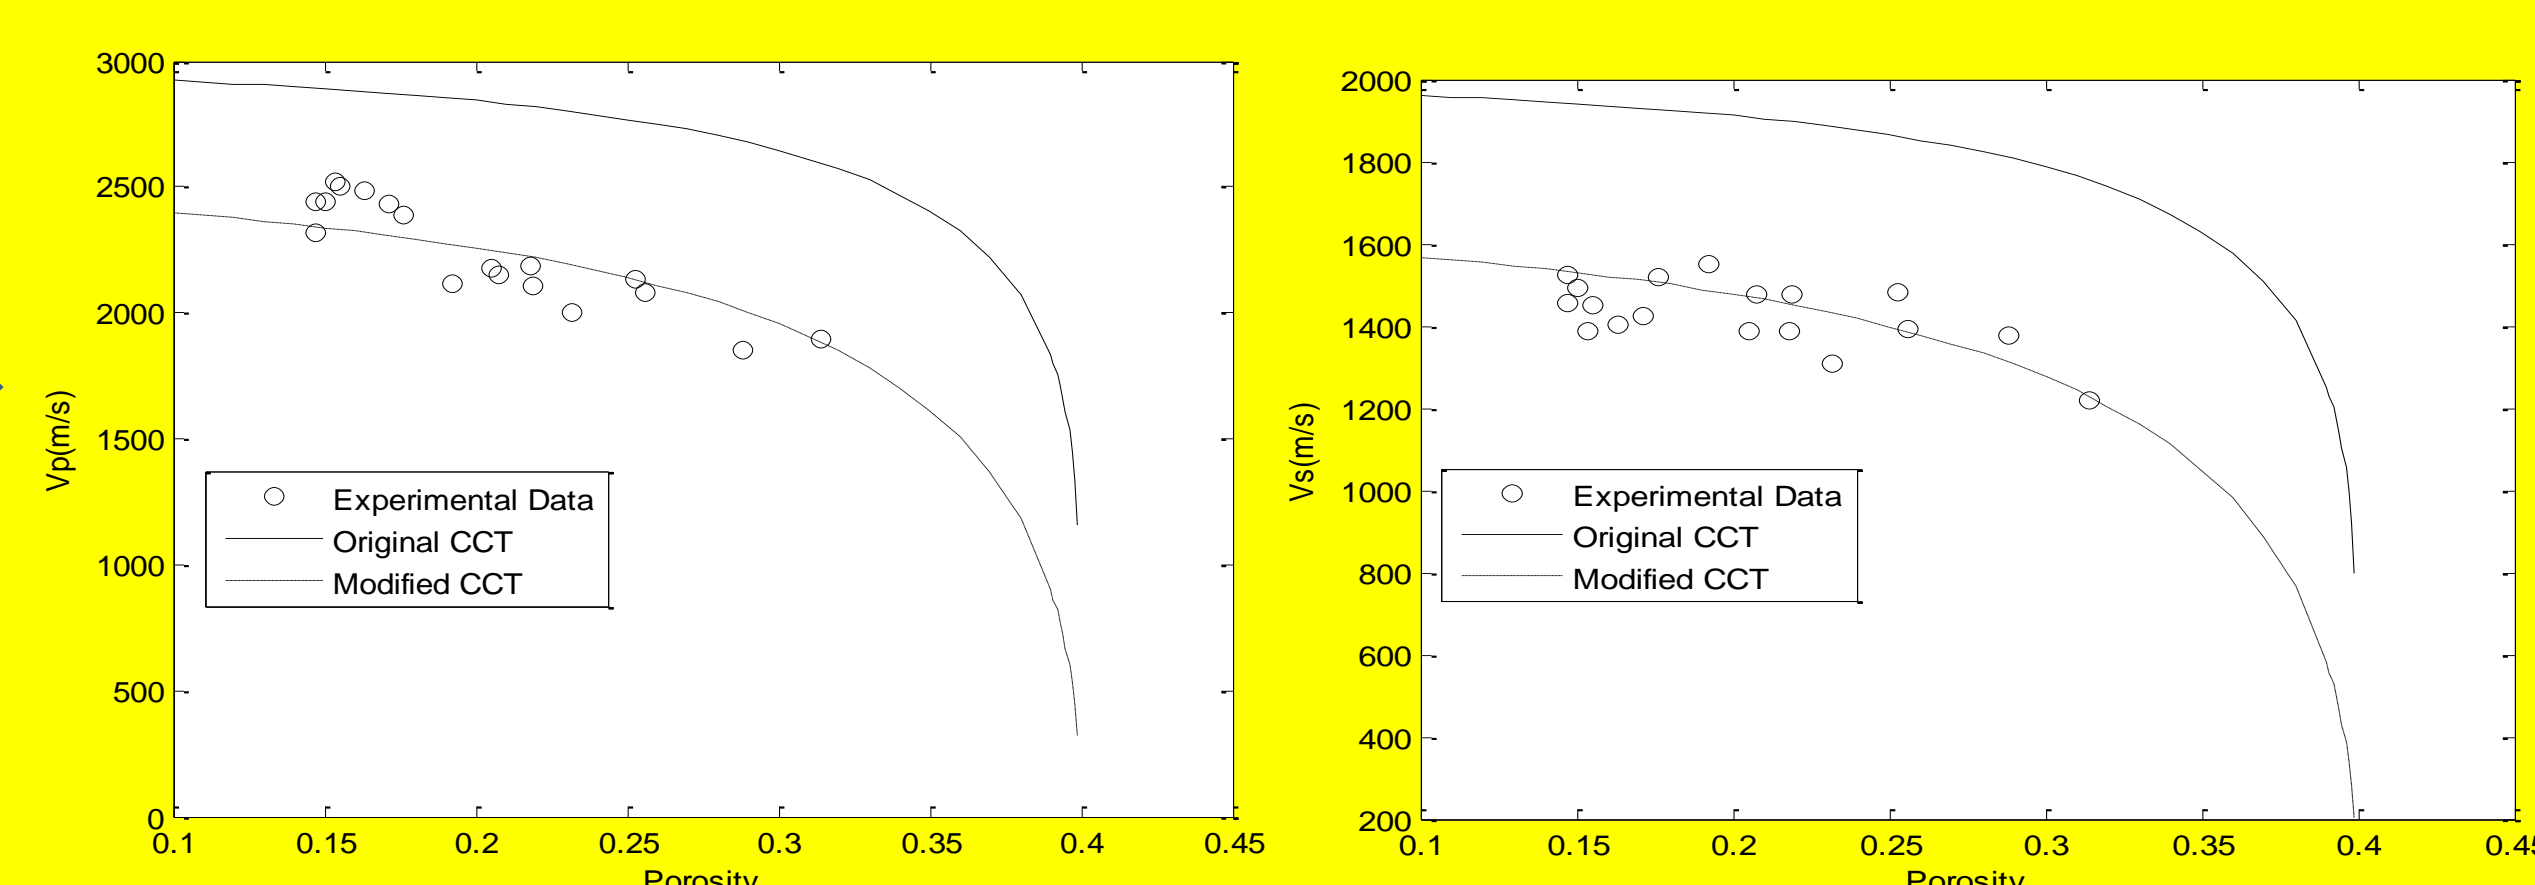 3000
2500
2000
1500
1000
500
0
Vp(m/s)
Experimental Data
Original CCT
Modified CCT
0.1 0.15 0.2 0.25 0.3 0.35 0.4 0.45
Porosity
2000
1800
1600
1400
1200
1000
800
600
400
200
Vs(m/s)
Experimental Data
Original CCT
Modified CCT
0.1 0.15 0.2 0.25 0.3 0.35 0.4 0.45
Porosity